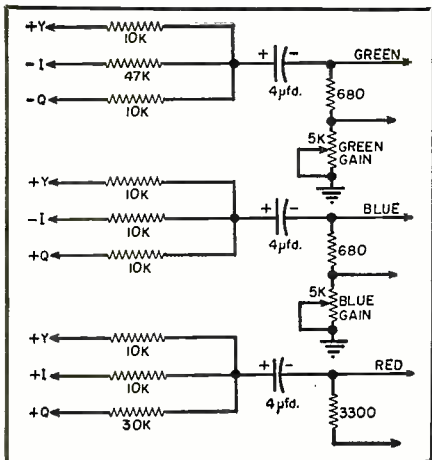 +Y
10K
-I
47K
-Q
10K
+ -
4µfd.
GREEN
680
5K
GREEN
GAIN
+Y
10K
-I
10K
+Q
10K
+ -
4µfd.
BLUE
680
5K
BLUE
GAIN
+Y
10K
+I
10K
+Q
30K
+ -
4µfd.
RED
3300